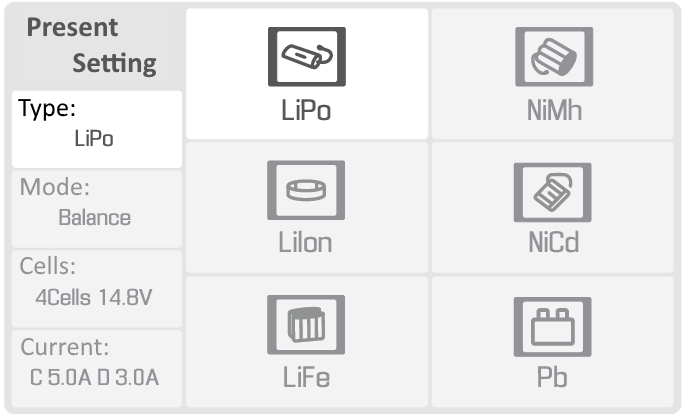 Present
Setting
Type:
LiPo
Mode:
Balance
Cells:
4Cells 14.8V
Current:
C 5.0A D 3.0A
LiPo
NiMh
LiIon
NiCd
LiFe
Pb